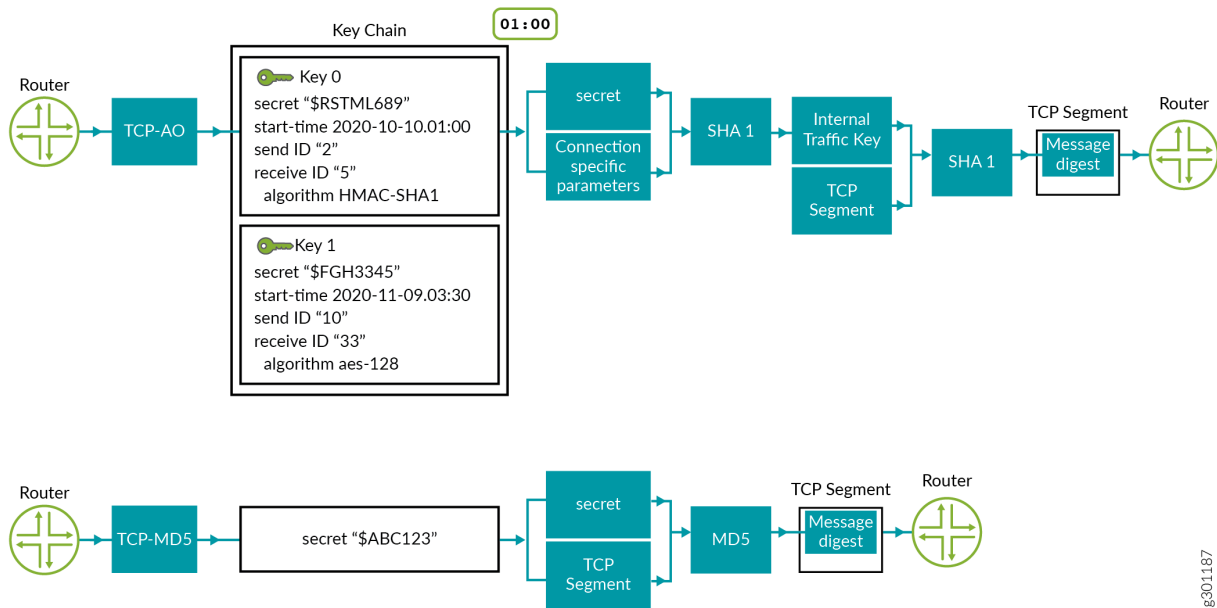 01:00
Key Chain
Router
TCP-AO
Key 0
secret “$RSTML689”
start-time 2020-10-10.01:00
send ID “2”
receive ID “5”
algorithm HMAC-SHA1
Key 1
secret “$FGH3345”
start-time 2020-11-09.03:30
send ID “10”
receive ID “33”
algorithm aes-128
secret
Connection
specific
parameters
SHA 1
Internal
Traffic Key
TCP
Segment
SHA 1
TCP Segment
Message
digest
Router
Router
TCP-MD5
secret “$ABC123”
secret
TCP
Segment
MD5
TCP Segment
Message
digest
Router
g301187